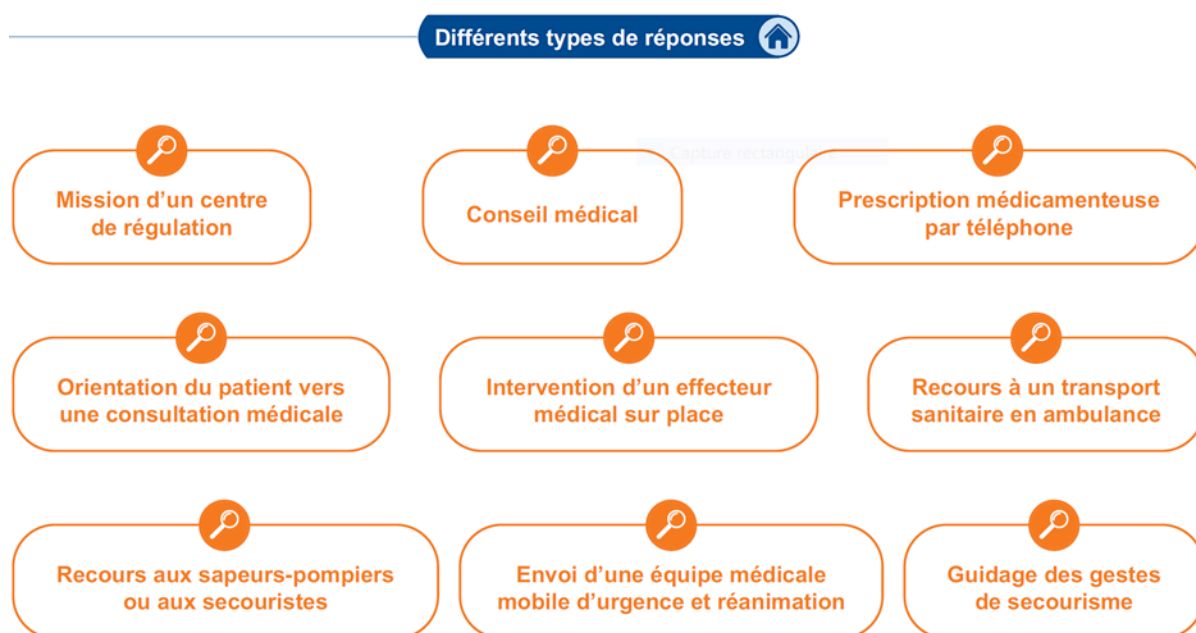 Différents types de réponses
Capture rectangulaire
Mission d’un centre
de régulation
Conseil médical
Prescription médicamenteuse
par téléphone
Orientation du patient vers
une consultation médicale
Intervention d’un effecteur
médical sur place
Recours à un transport
sanitaire en ambulance
Recours aux sapeurs-pompiers
ou aux secouristes
Envoi d’une équipe médicale
mobile d’urgence et réanimation
Guidage des gestes
de secourisme